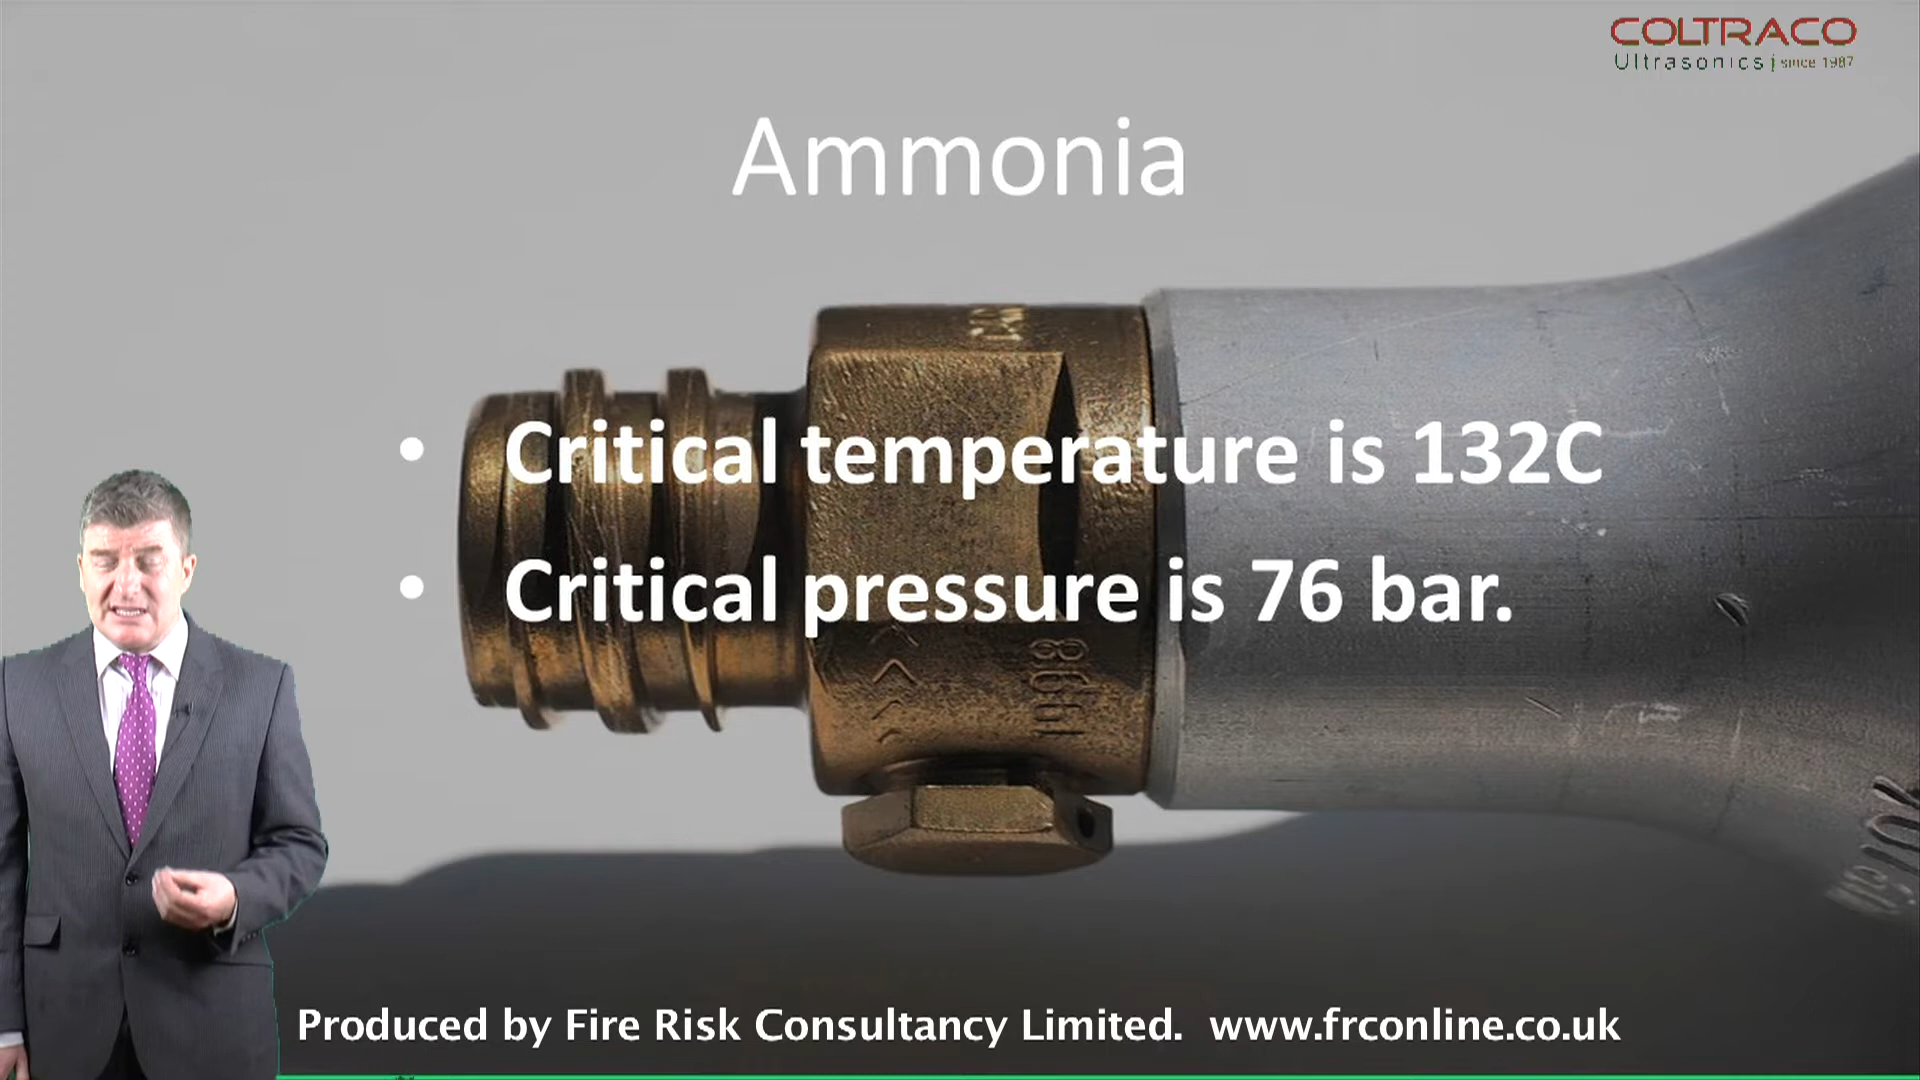 COLTRACO
Ultrasonics | since 1987
Ammonia
• Critical temperature is 132C
• Critical pressure is 76 bar.
Produced by Fire Risk Consultancy Limited. www.frconline.co.uk